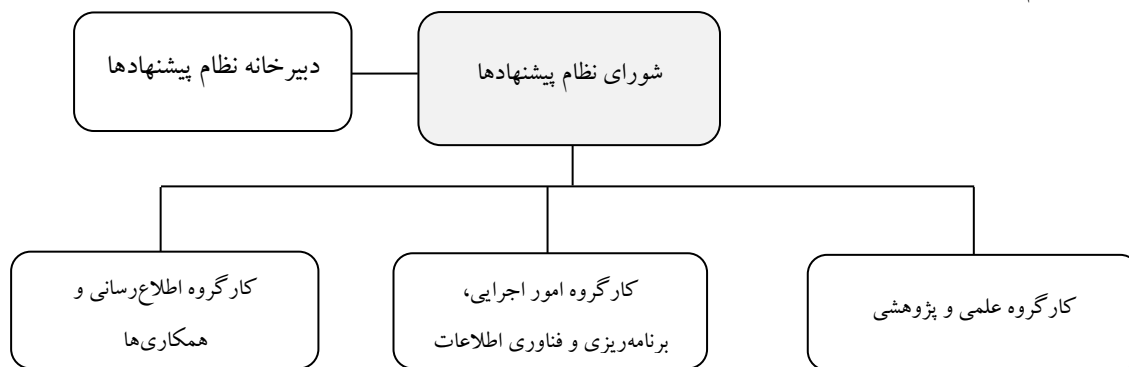 شورای نظام پیشنهادها
دبیرخانه نظام پیشنهادها
کارگروه علمی و پژوهشی
کارگروه امور اجرایی،
برنامه‌ریزی و فناوری اطلاعات
کارگروه اطلاع‌رسانی و
همکاری‌ها